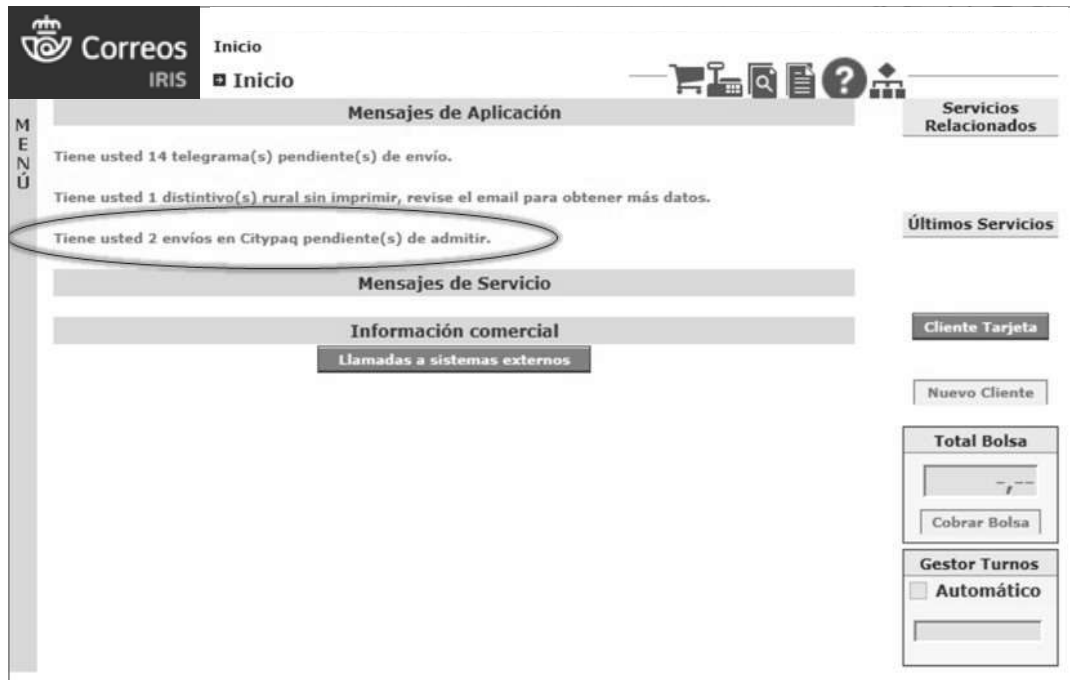 Correos
IRIS
Inicio
Inicio
?
MENÚ
Mensajes de Aplicación
Tiene usted 14 telegrama(s) pendiente(s) de envío.
Tiene usted 1 distintivo(s) rural sin imprimir, revise el email para obtener más datos.
Tiene usted 2 envíos en Citypaq pendiente(s) de admitir.
Mensajes de Servicio
Información comercial
Llamadas a sistemas externos
Servicios
Relacionados
Últimos Servicios
Cliente Tarjeta
Nuevo Cliente
Total Bolsa
-,--
Cobrar Bolsa
Gestor Turnos
Automático